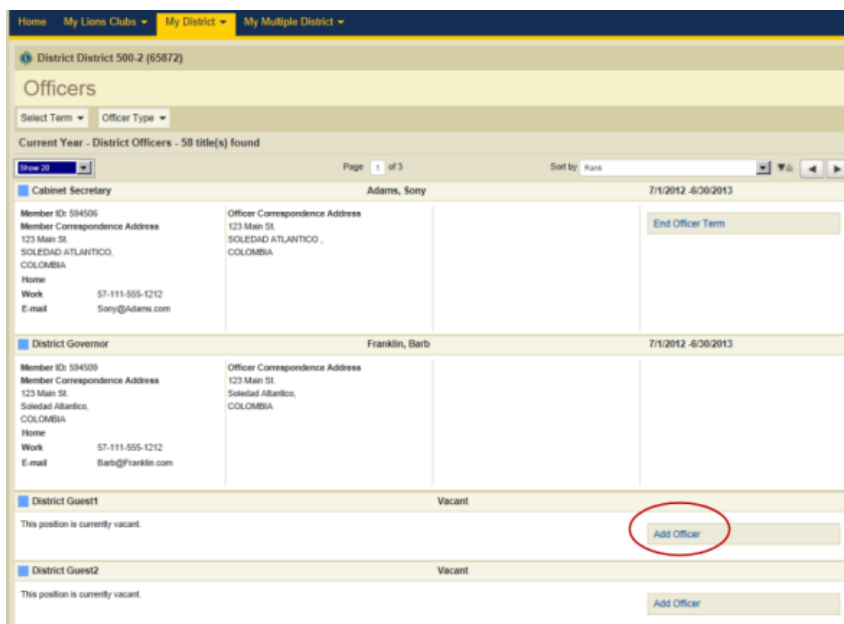 Home My Lions Clubs My District My Multiple District
District District 500-2 (65872)
Officers
Select Term Officer Type
Current Year - District Officers - 58 title(s) found
Show 20 Page 1 of 3 Sort by Rank
Cabinet Secretary Adams, Sony 7/1/2012 -6/30/2013
Member ID: 594506 Officer Correspondence Address End Officer Term
Member Correspondence Address 123 Main St.
123 Main St. SOLEDAD ATLANTICO ,
SOLEDAD ATLANTICO, COLOMBIA
COLOMBIA
Home
Work 57-111-555-1212
E-mail Sony@Adams.com
District Governor Franklin, Barb 7/1/2012 -6/30/2013
Member ID: 594509 Officer Correspondence Address
Member Correspondence Address 123 Main St.
123 Main St. Soledad Atlantico,
Soledad Atlantico, COLOMBIA
COLOMBIA
Home
Work 57-111-555-1212
E-mail Barb@Franklin.com
District Guest1 Vacant
This position is currently vacant. Add Officer
District Guest2 Vacant
This position is currently vacant. Add Officer